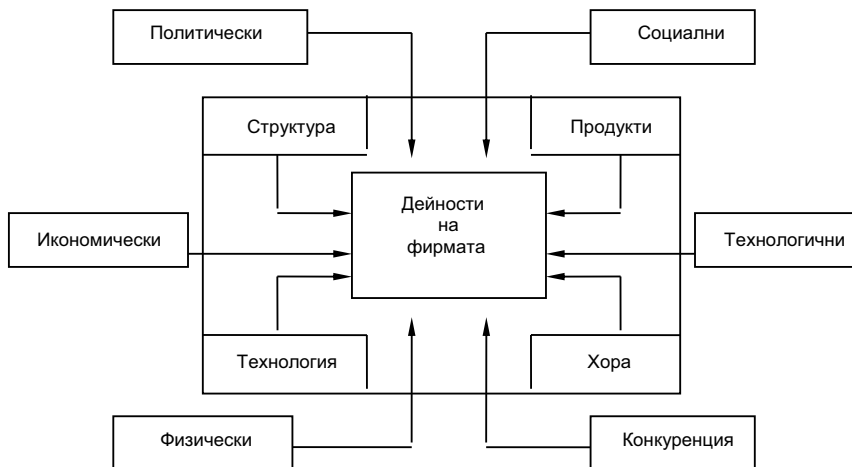 Политически
Социални
Структура
Продукти
Дейности
на
фирмата
Икономически
Технологични
Технология
Хора
Физически
Конкуренция